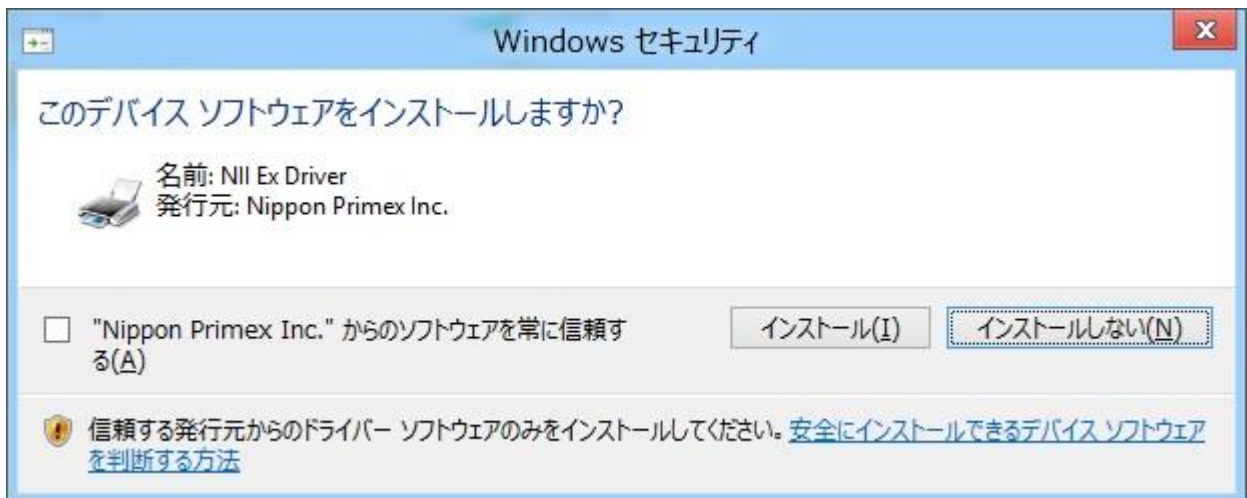 Windows セキュリティ
このデバイス ソフトウェアをインストールしますか?
名前: NII Ex Driver
発行元: Nippon Primex Inc.
"Nippon Primex Inc." からのソフトウェアを常に信頼す
る(A)
インストール(I)
インストールしない(N)
信頼する発行元からのドライバー ソフトウェアのみをインストールしてください。安全にインストールできるデバイス ソフトウェア
を判断する方法